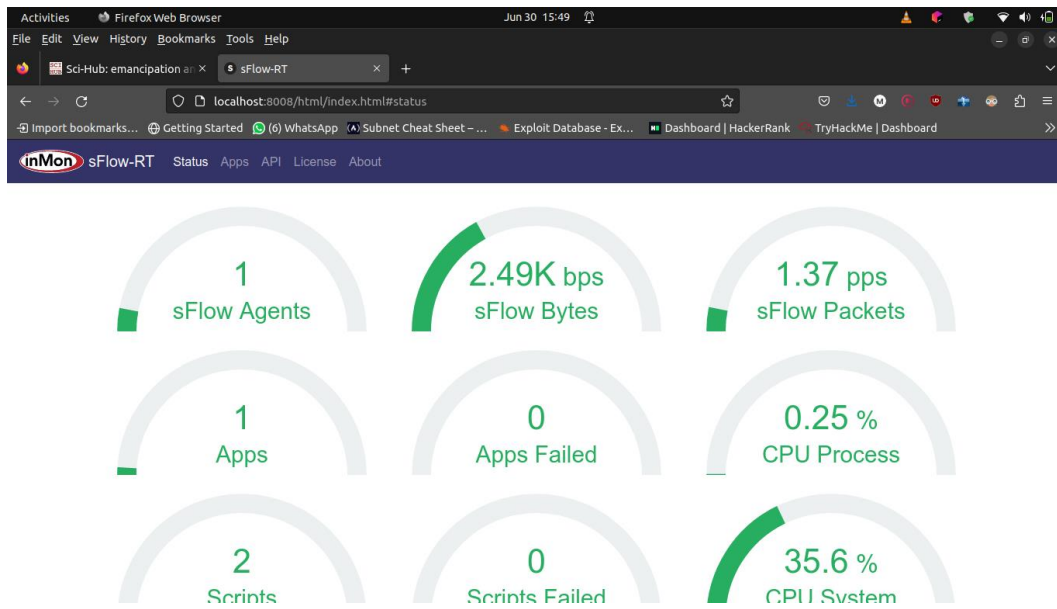 Activities Firefox Web Browser Jun 30 15:49
File Edit View History Bookmarks Tools Help
Sci-Hub: emancipation an sFlow-RT
localhost:8008/html/index.html#status
Import bookmarks... Getting Started (6) WhatsApp Subnet Cheat Sheet – ... Exploit Database - Ex... Dashboard | HackerRank TryHackMe | Dashboard
inMon sFlow-RT Status Apps API License About
1 2.49K bps 1.37 pps
sFlow Agents sFlow Bytes sFlow Packets
1 0 0.25 %
Apps Apps Failed CPU Process
2 0 35.6 %
Scripts Scripts Failed CPU System